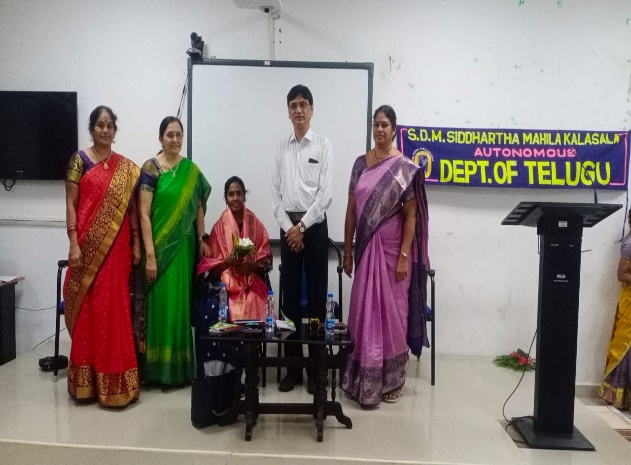 S.D.M. SIDDHARTHA MAHILA KALASALA
AUTONOMOUS
DEPT. OF TELUGU